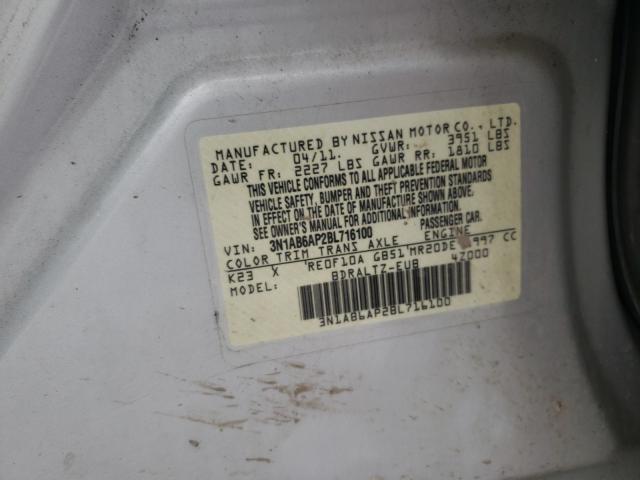 MANUFACTURED BY NISSAN MOTOR CO., LTD.
DATE: 04/11. GVWR: 3951 LBS
GAWR FR: 2227 LBS GAWR RR: 1810 LBS
THIS VEHICLE CONFORMS TO ALL APPLICABLE FEDERAL MOTOR
VEHICLE SAFETY, BUMPER AND THEFT PREVENTION STANDARDS
IN EFFECT ON THE DATE OF MANUFACTURE SHOWN ABOVE.
SEE OWNER'S MANUAL FOR ADDITIONAL INFORMATION.
VIN: 3N1AB6AP2BL716100 PASSENGER CAR.
COLOR TRIM TRANS AXLE ENGINE
K23 X RE0F10A GB51 MR20DE 997 CC
MODEL: BDRALTZ-EUB 4Z000
3N1AB6AP2BL716100